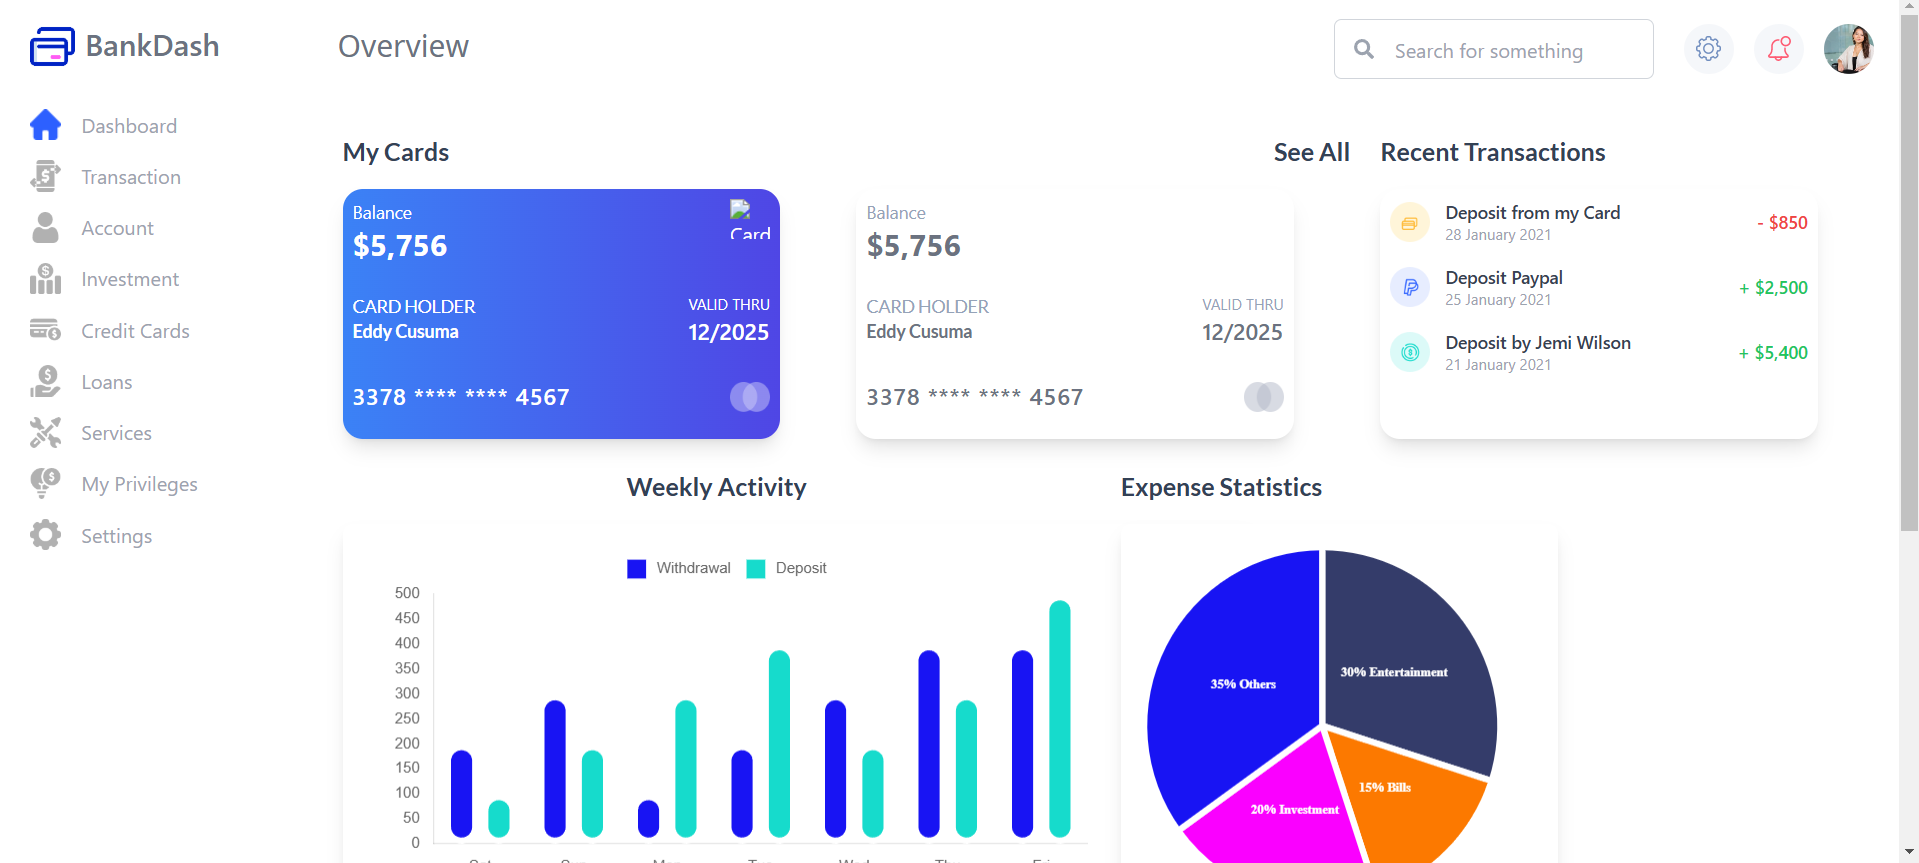 BankDash
Overview
Search for something
Dashboard
Transaction
Account
Investment
Credit Cards
Loans
Services
My Privileges
Settings
My Cards
See All
Balance
$5,756
Card
CARD HOLDER
Eddy Cusuma
VALID THRU
12/2025
3378 **** **** 4567
Balance
$5,756
CARD HOLDER
Eddy Cusuma
VALID THRU
12/2025
3378 **** **** 4567
Recent Transactions
Deposit from my Card
28 January 2021
- $850
Deposit Paypal
25 January 2021
+ $2,500
Deposit by Jemi Wilson
21 January 2021
+ $5,400
Weekly Activity
Withdrawal
Deposit
500
450
400
350
300
250
200
150
100
50
0
Expense Statistics
35% Others
30% Entertainment
15% Bills
20% Investment